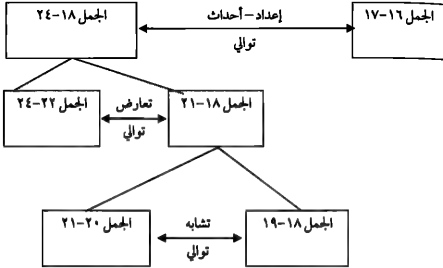 الجمل ١٦-١٧
إعداد-أحداث
توالي
الجمل ١٨-٢٤
الجمل ١٨-٢١
تعارض
توالي
الجمل ٢٢-٢٤
الجمل ١٨-١٩
تشابه
توالي
الجمل ٢٠-٢١